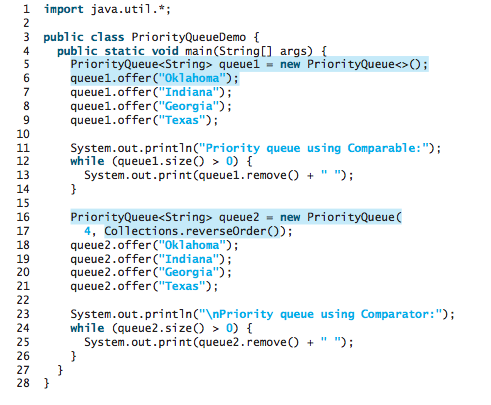 1 import java.util.*;
2
3 public class PriorityQueueDemo {
4   public static void main(String[] args) {
5     PriorityQueue<String> queue1 = new PriorityQueue<>();
6     queue1.offer("Oklahoma");
7     queue1.offer("Indiana");
8     queue1.offer("Georgia");
9     queue1.offer("Texas");
10
11     System.out.println("Priority queue using Comparable:");
12     while (queue1.size() > 0) {
13       System.out.print(queue1.remove() + " ");
14     }
15
16     PriorityQueue<String> queue2 = new PriorityQueue(
17       4, Collections.reverseOrder());
18     queue2.offer("Oklahoma");
19     queue2.offer("Indiana");
20     queue2.offer("Georgia");
21     queue2.offer("Texas");
22
23     System.out.println("\nPriority queue using Comparator:");
24     while (queue2.size() > 0) {
25       System.out.print(queue2.remove() + " ");
26     }
27   }
28 }